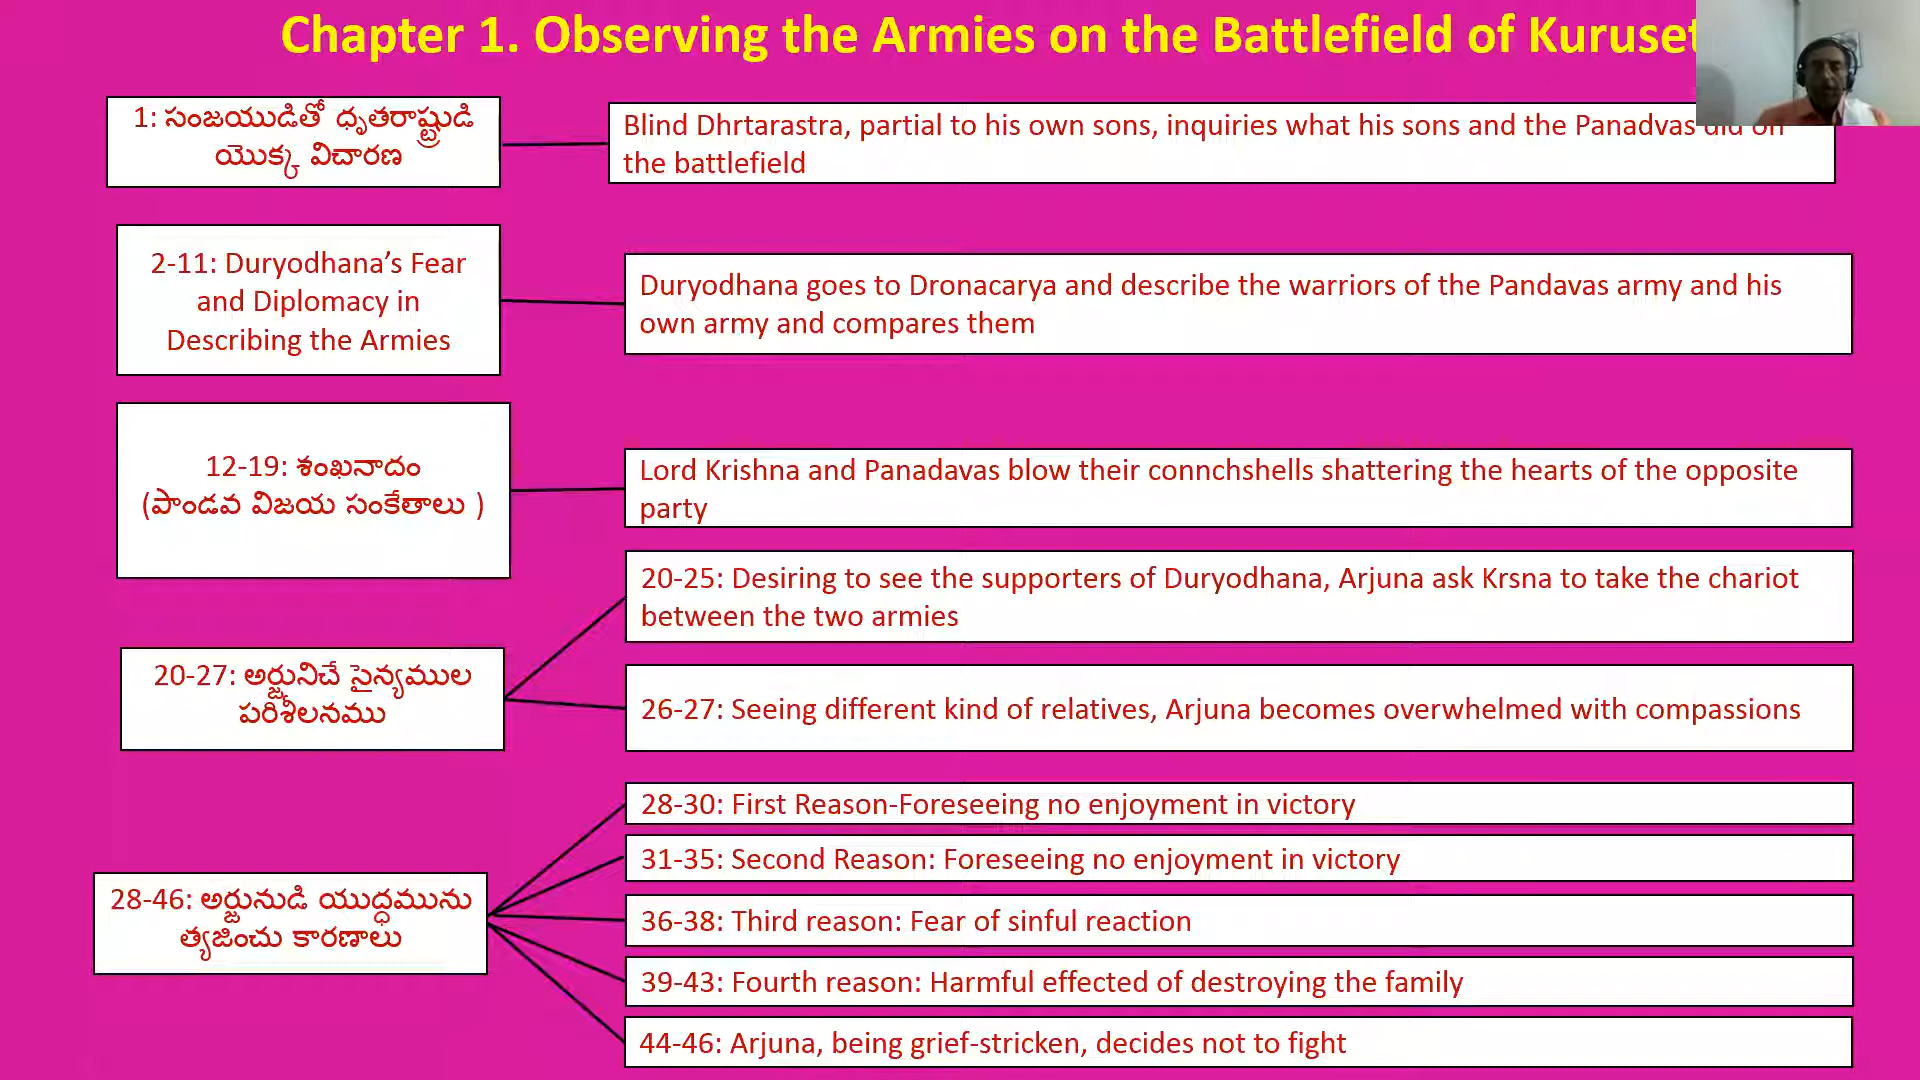 Chapter 1. Observing the Armies on the Battlefield of Kuruset
1: సంజయుడితో ధృతరాష్ట్రుడి
యొక్క విచారణ
Blind Dhrtarastra, partial to his own sons, inquiries what his sons and the Panadvas did on
the battlefield
2-11: Duryodhana’s Fear
and Diplomacy in
Describing the Armies
Duryodhana goes to Dronacarya and describe the warriors of the Pandavas army and his
own army and compares them
12-19: శంఖనాదం
(పాండవ విజయ సంకేతాలు )
Lord Krishna and Panadavas blow their connchshells shattering the hearts of the opposite
party
20-27: అర్జునిచే సైన్యముల
పరిశీలనము
20-25: Desiring to see the supporters of Duryodhana, Arjuna ask Krsna to take the chariot
between the two armies
26-27: Seeing different kind of relatives, Arjuna becomes overwhelmed with compassions
28-46: అర్జునుడి యుద్ధమును
త్యజించు కారణాలు
28-30: First Reason-Foreseeing no enjoyment in victory
31-35: Second Reason: Foreseeing no enjoyment in victory
36-38: Third reason: Fear of sinful reaction
39-43: Fourth reason: Harmful effected of destroying the family
44-46: Arjuna, being grief-stricken, decides not to fight